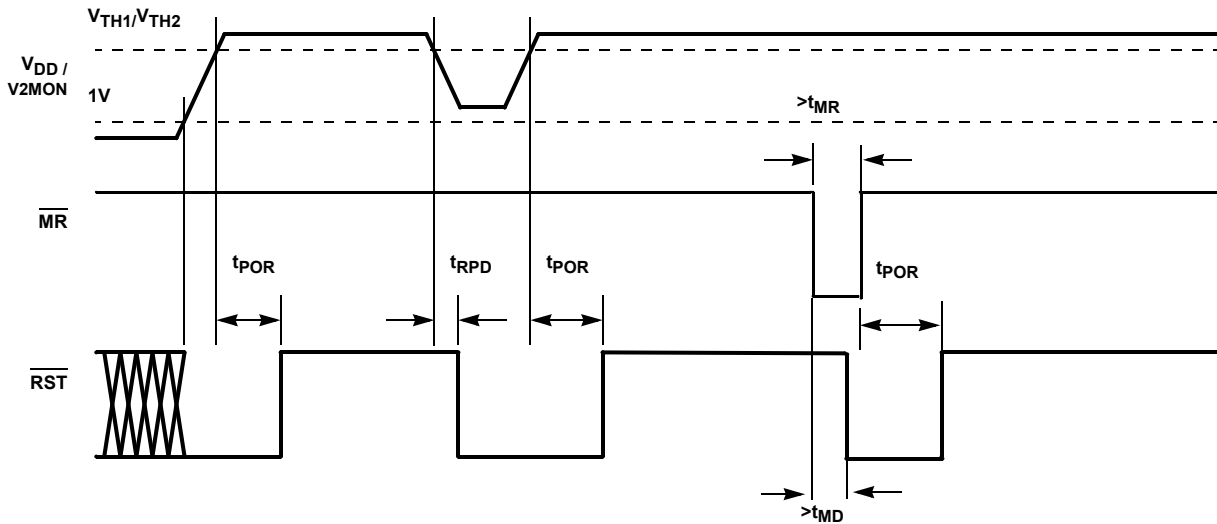 VTH1/VTH2
VDD /
V2MON
1V
>tMR
MR
tPOR
tRPD
tPOR
tPOR
RST
>tMD